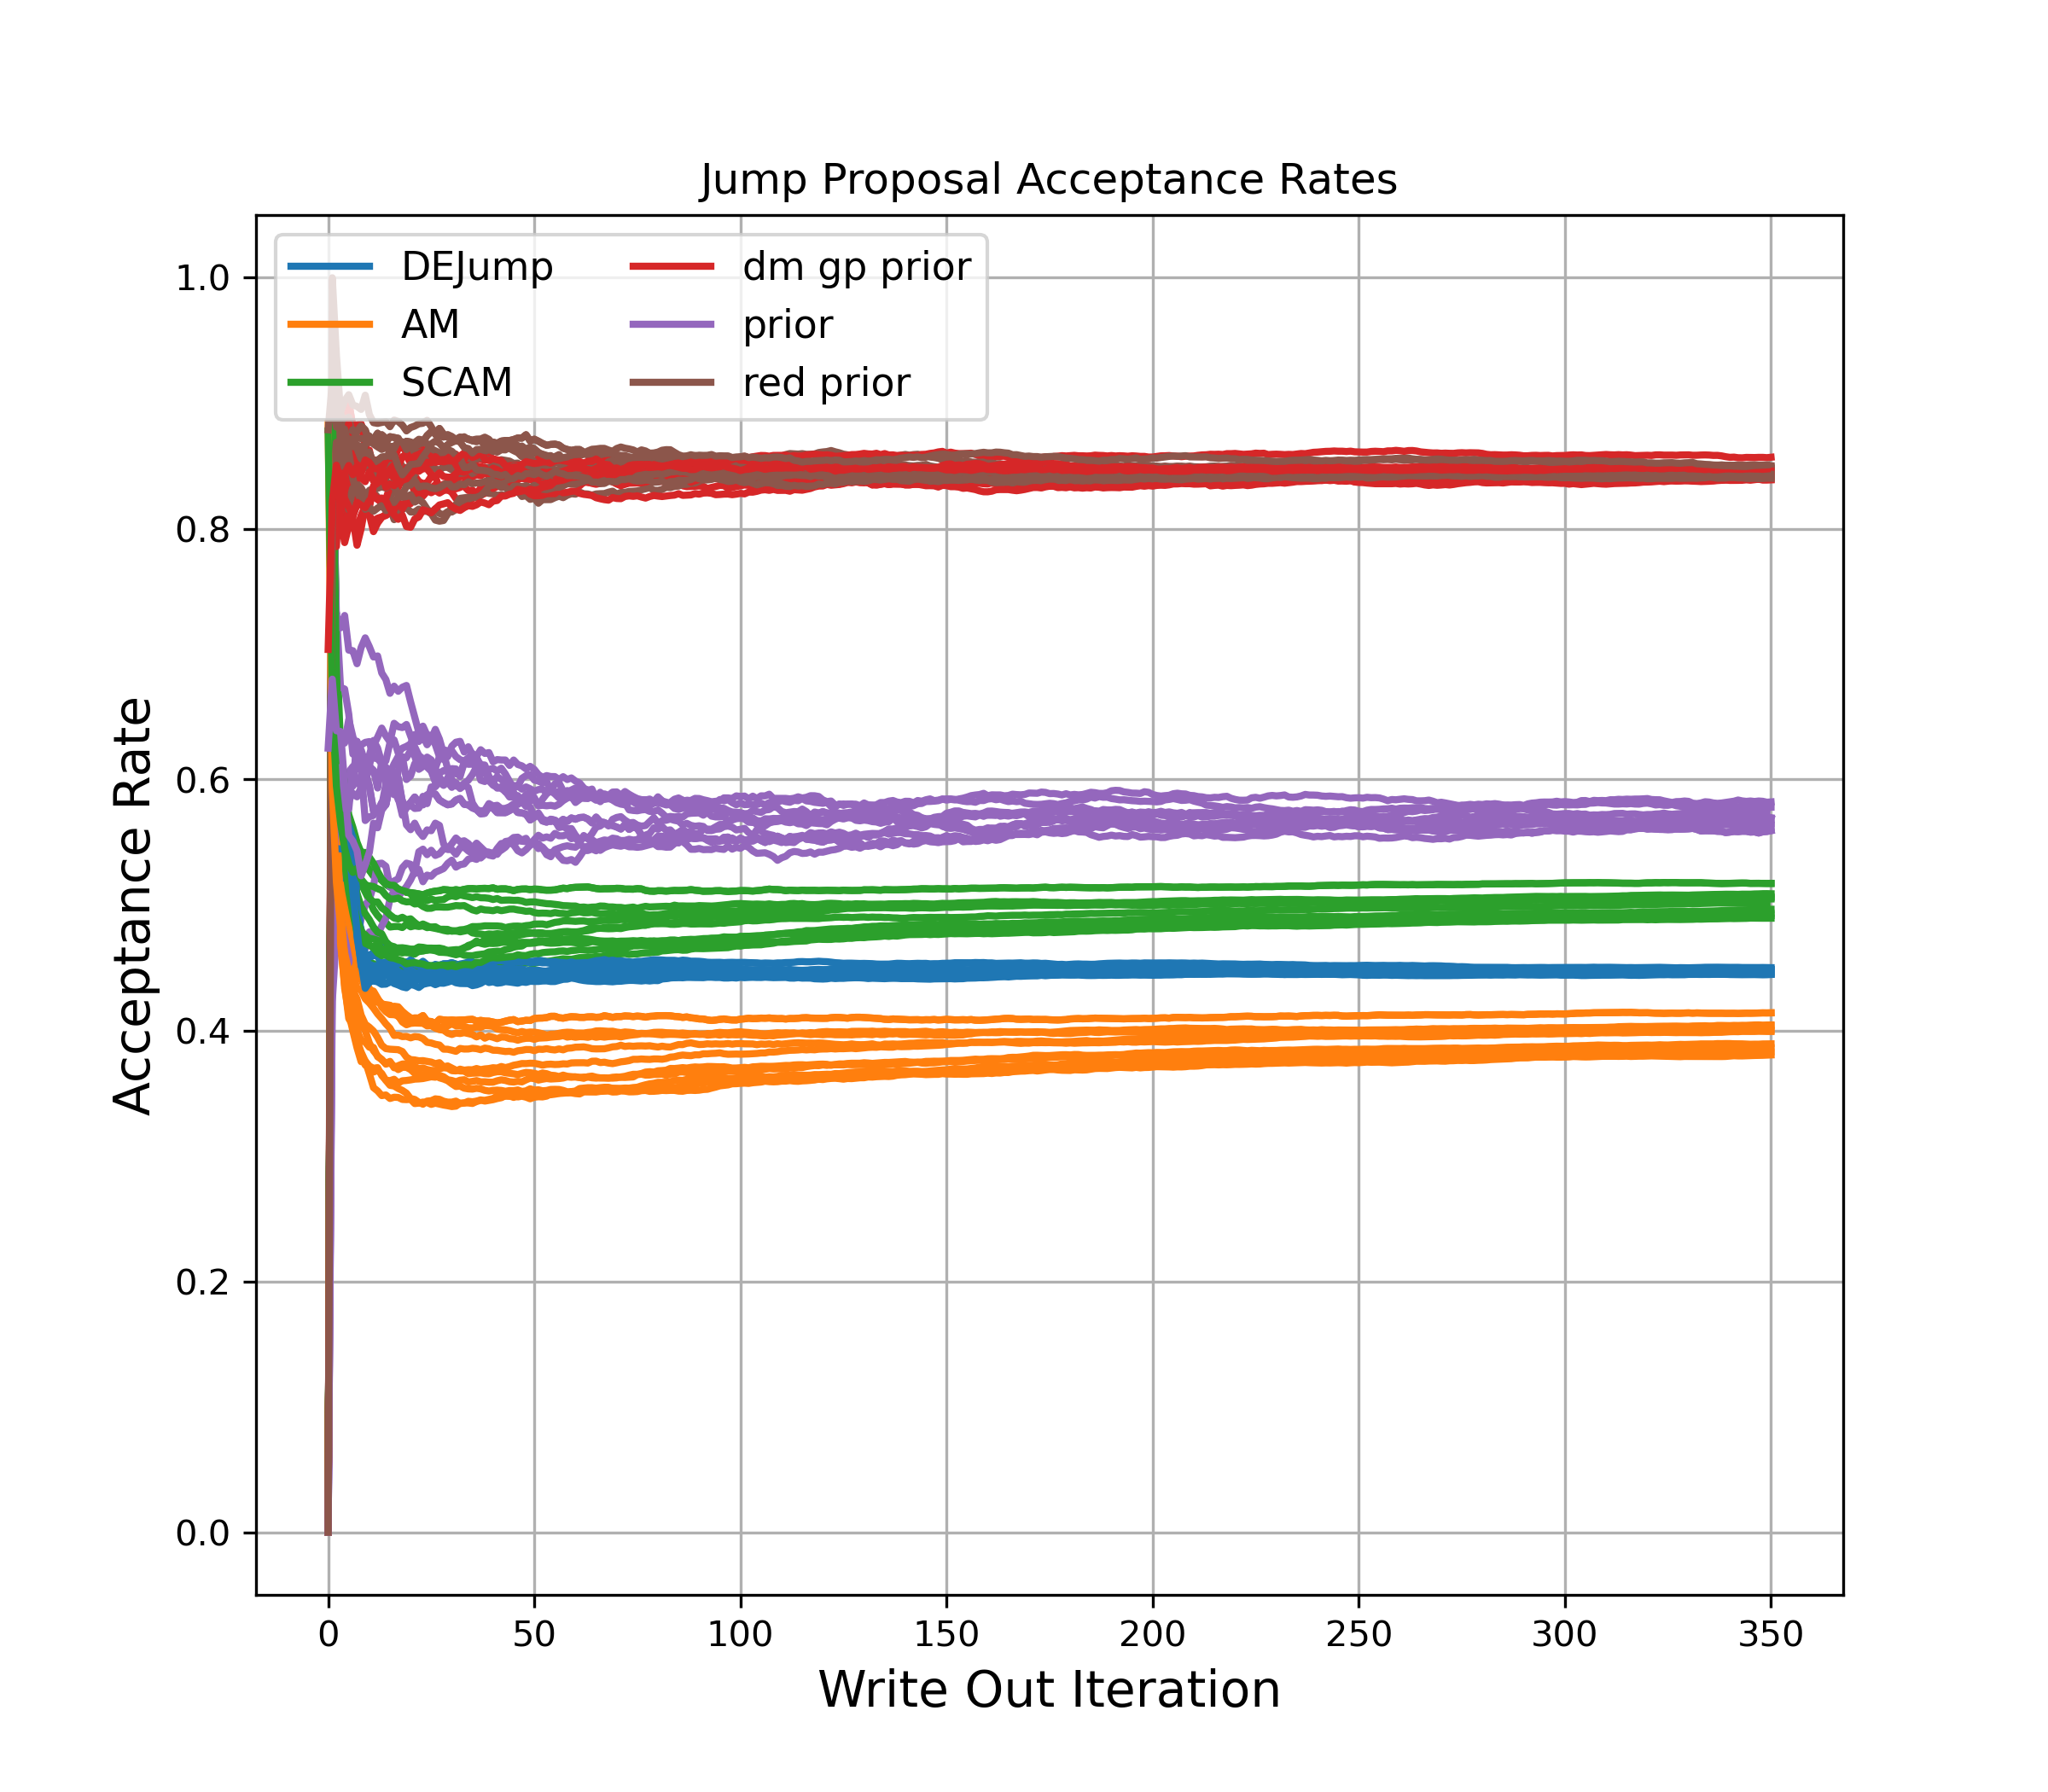 Jump Proposal Acceptance Rates
DEJump
AM
SCAM
dm gp prior
prior
red prior
1.0
0.8
0.6
0.4
0.2
0.0
Acceptance Rate
0 50 100 150 200 250 300 350
Write Out Iteration